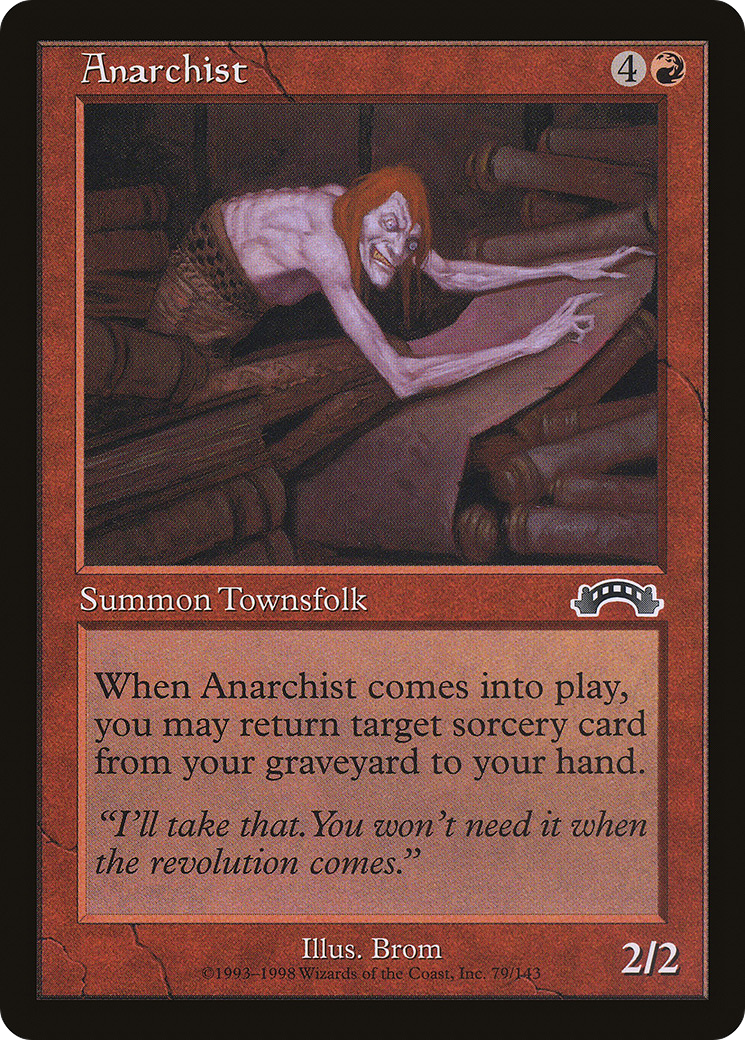 Anarchist 4
Summon Townsfolk
When Anarchist comes into play,
you may return target sorcery card
from your graveyard to your hand.
“I’ll take that. You won’t need it when
the revolution comes.”
Illus. Brom
©1993–1998 Wizards of the Coast, Inc. 79/143
2/2